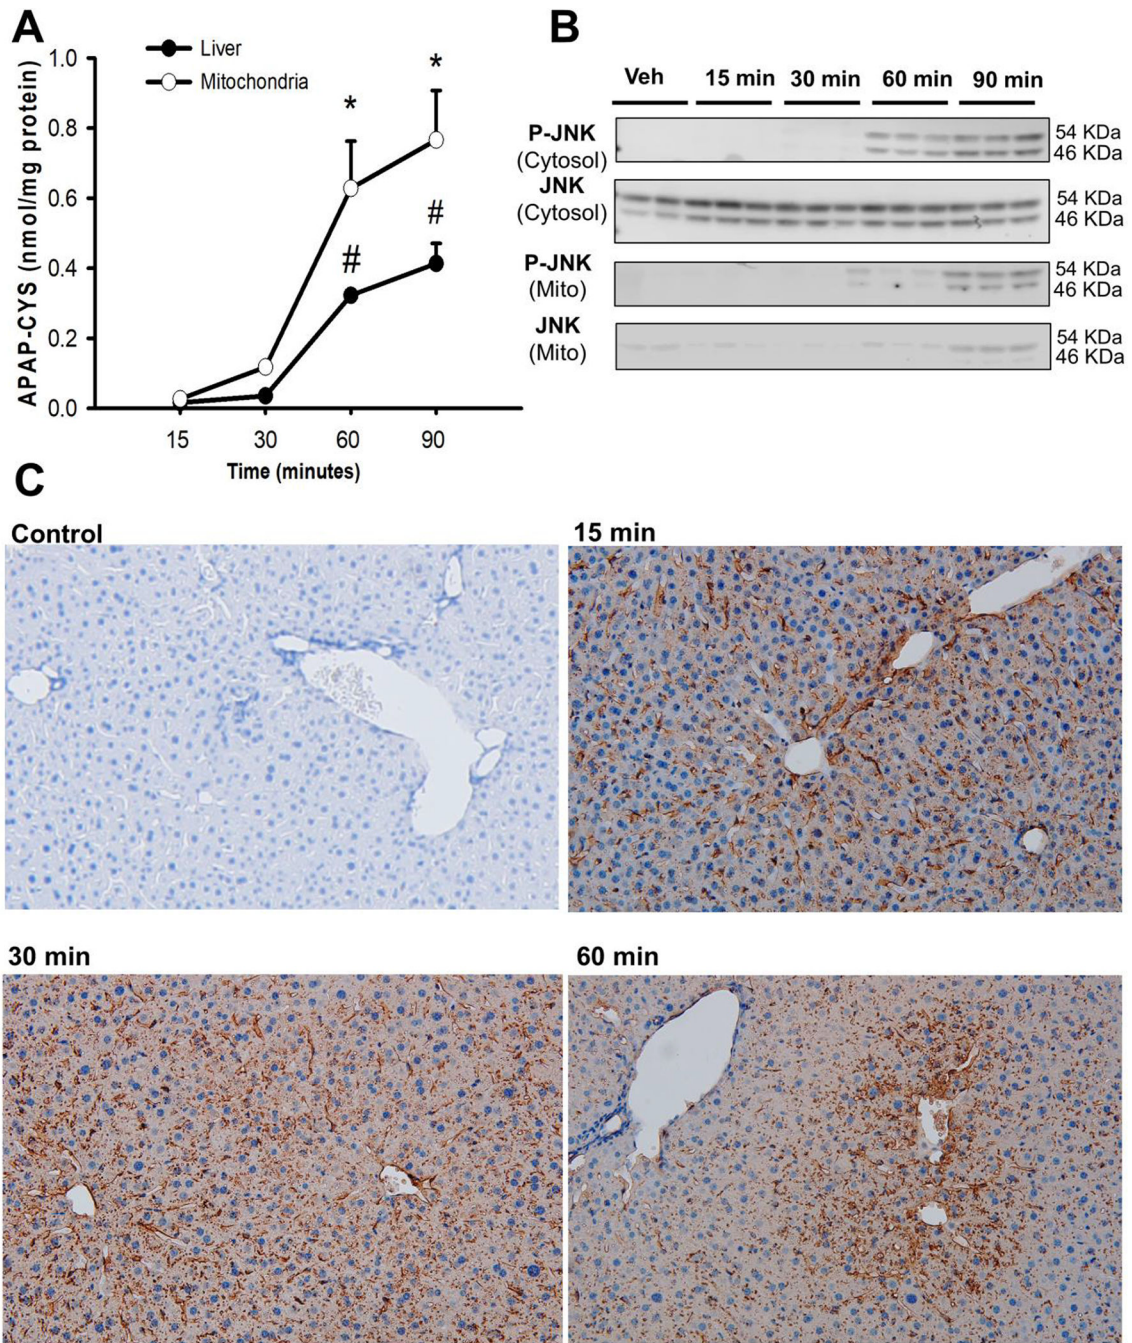 A
APAP-CYS (nmol/mg protein)
1.0
0.8
0.6
0.4
0.2
0.0
Liver
Mitochondria
*
*
#
#
15 30 60 90
Time (minutes)
B
Veh 15 min 30 min 60 min 90 min
P-JNK
(Cytosol)
54 KDa
46 KDa
JNK
(Cytosol)
54 KDa
46 KDa
P-JNK
(Mito)
54 KDa
46 KDa
JNK
(Mito)
54 KDa
46 KDa
C
Control
15 min
30 min
60 min